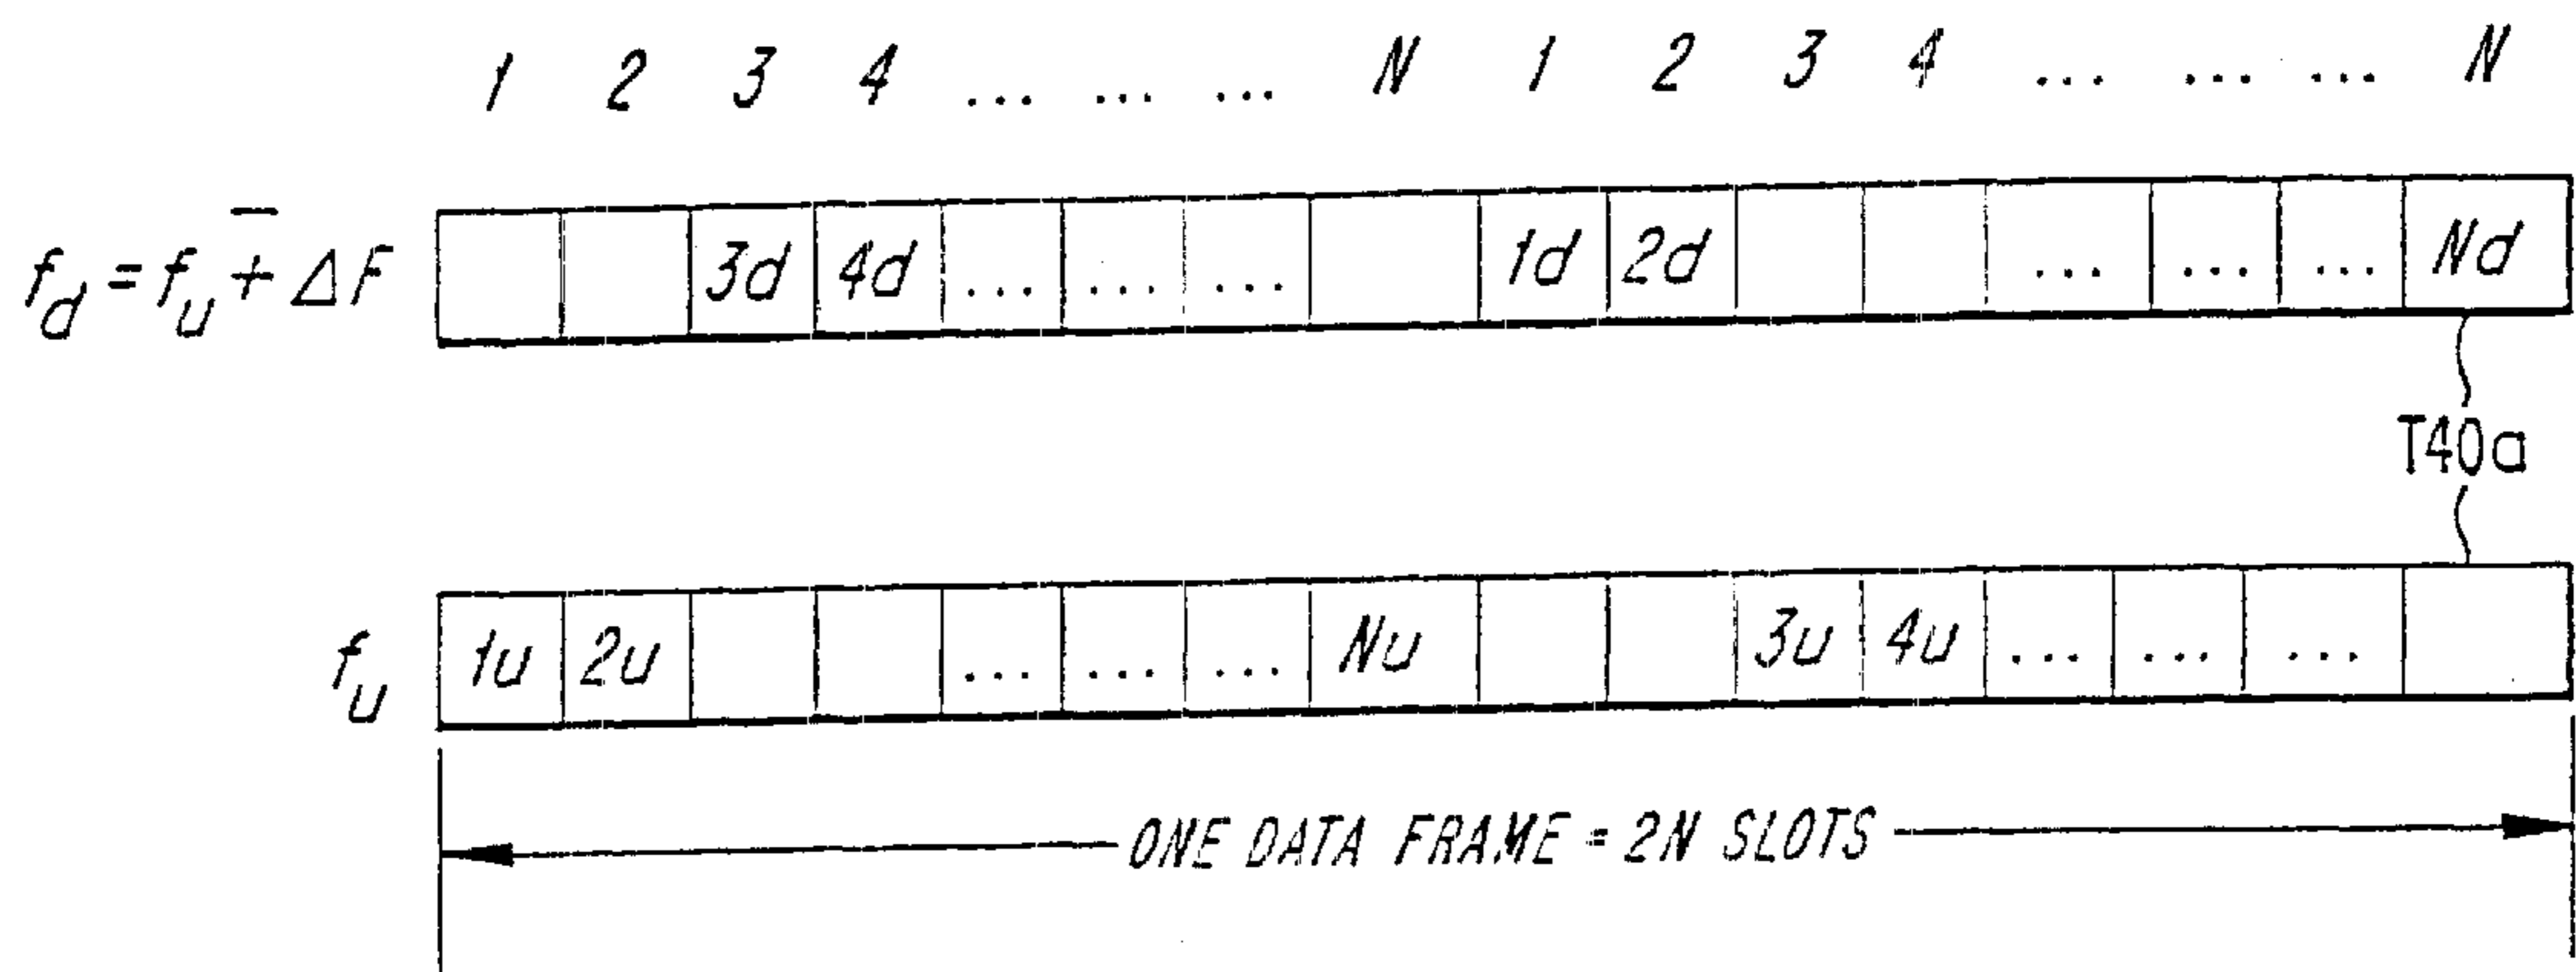 1 2 3 4 ... ... ... N 1 2 3 4 ... ... ... N
f_d = f_u ∓ ΔF 3d 4d ... ... ... 1d 2d ... ... ... Nd
T40a
f_u 1u 2u ... ... ... Nu 3u 4u ... ... ...
ONE DATA FRAME = 2N SLOTS